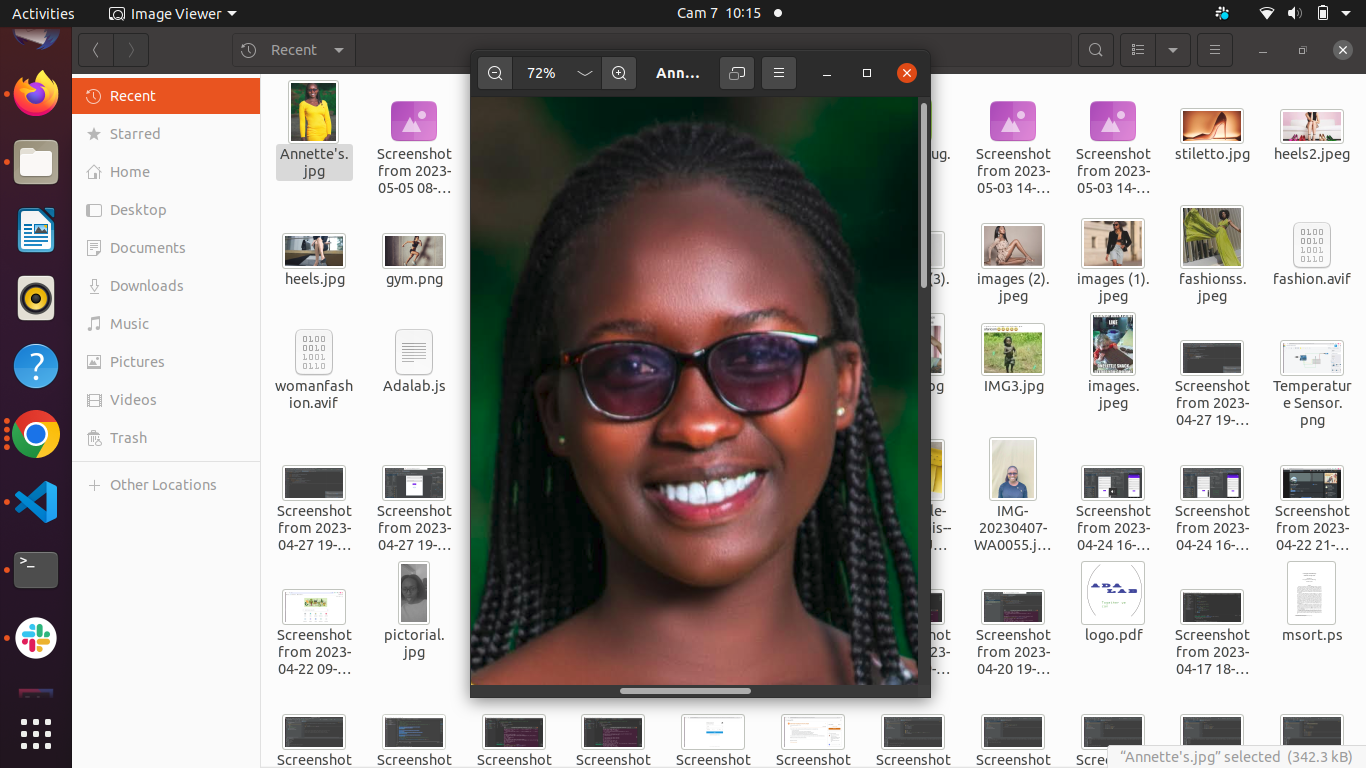 Activities
Image Viewer
Cam 7 10:15
Recent
72%
Ann...
Recent
Starred
Home
Desktop
Documents
Downloads
Music
Pictures
Videos
Trash
Other Locations
Annette's.
jpg
Screenshot
from 2023-
05-05 08-...
ug.
Screenshot
from 2023-
05-03 14-...
Screenshot
from 2023-
05-03 14-...
stiletto.jpg
heels2.jpeg
heels.jpg
gym.png
(3).
images (2).
jpeg
images (1).
jpeg
fashionss.
jpeg
fashion.avif
womanfash
ion.avif
Adalab.js
IMG3.jpg
images.
jpeg
Screenshot
from 2023-
04-27 19-...
Temperatur
e Sensor.
png
Screenshot
from 2023-
04-27 19-...
Screenshot
from 2023-
04-27 19-...
IMG-
20230407-
WA0055.j...
Screenshot
from 2023-
04-24 16-...
Screenshot
from 2023-
04-24 16-...
Screenshot
from 2023-
04-22 21-...
Screenshot
from 2023-
04-22 09-...
pictorial.
jpg
Screenshot
from 2023-
04-20 19-...
ADA
LAB
logo.pdf
Screenshot
from 2023-
04-17 18-...
msort.ps
Screenshot
Screenshot
Screenshot
Screenshot
Screenshot
Screenshot
Screenshot
Screenshot
Screenshot
"Annette's.jpg" selected (342.3 kB)